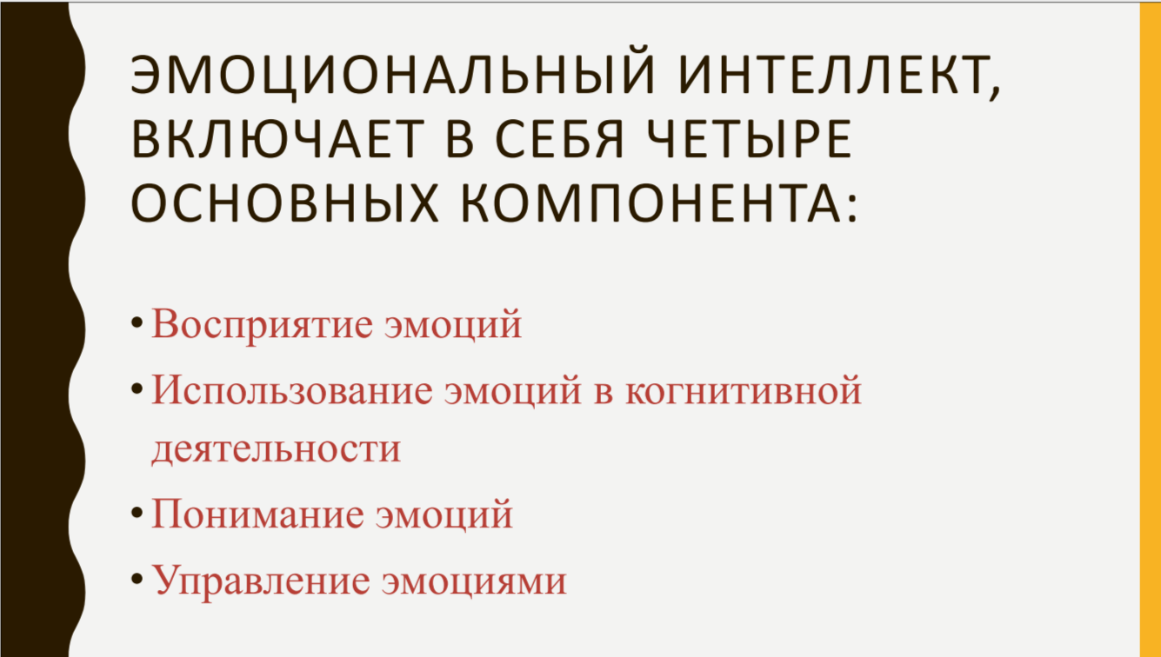 ЭМОЦИОНАЛЬНЫЙ ИНТЕЛЛЕКТ,
ВКЛЮЧАЕТ В СЕБЯ ЧЕТЫРЕ
ОСНОВНЫХ КОМПОНЕНТА:
• Восприятие эмоций
• Использование эмоций в когнитивной
деятельности
• Понимание эмоций
• Управление эмоциями